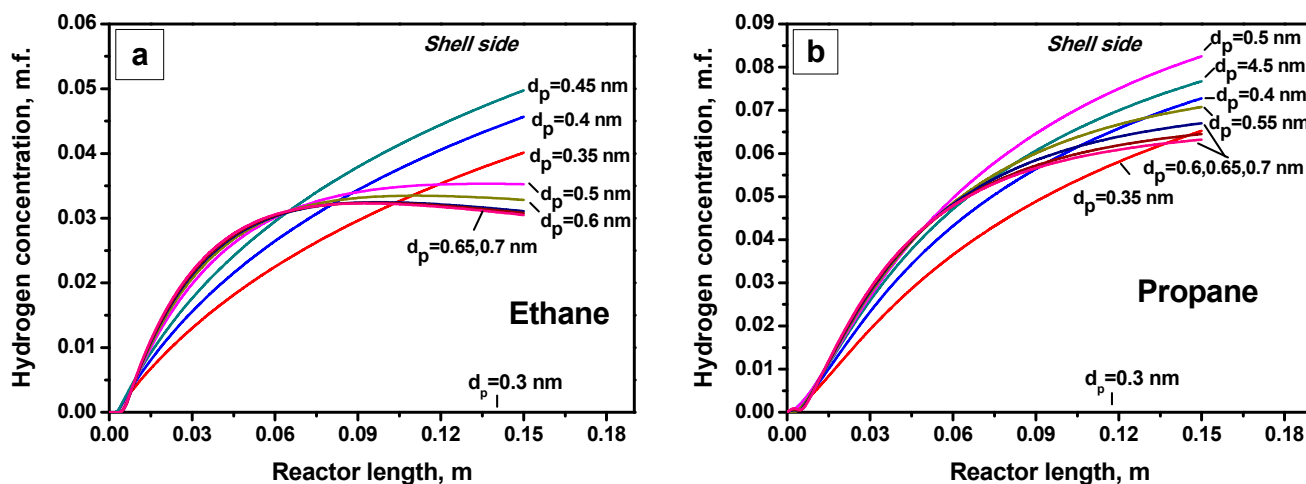 a
Shell side
0.06
0.05
0.04
0.03
0.02
0.01
0.00
Hydrogen concentration, m.f.
dp=0.45 nm
dp=0.4 nm
dp=0.35 nm
dp=0.5 nm
dp=0.6 nm
dp=0.65,0.7 nm
Ethane
dp=0.3 nm
0.00 0.03 0.06 0.09 0.12 0.15 0.18
Reactor length, m
b
Shell side
0.09
0.08
0.07
0.06
0.05
0.04
0.03
0.02
0.01
0.00
Hydrogen concentration, m.f.
dp=0.5 nm
dp=4.5 nm
dp=0.4 nm
dp=0.55 nm
dp=0.6,0.65,0.7 nm
dp=0.35 nm
Propane
dp=0.3 nm
0.00 0.03 0.06 0.09 0.12 0.15 0.18
Reactor length, m